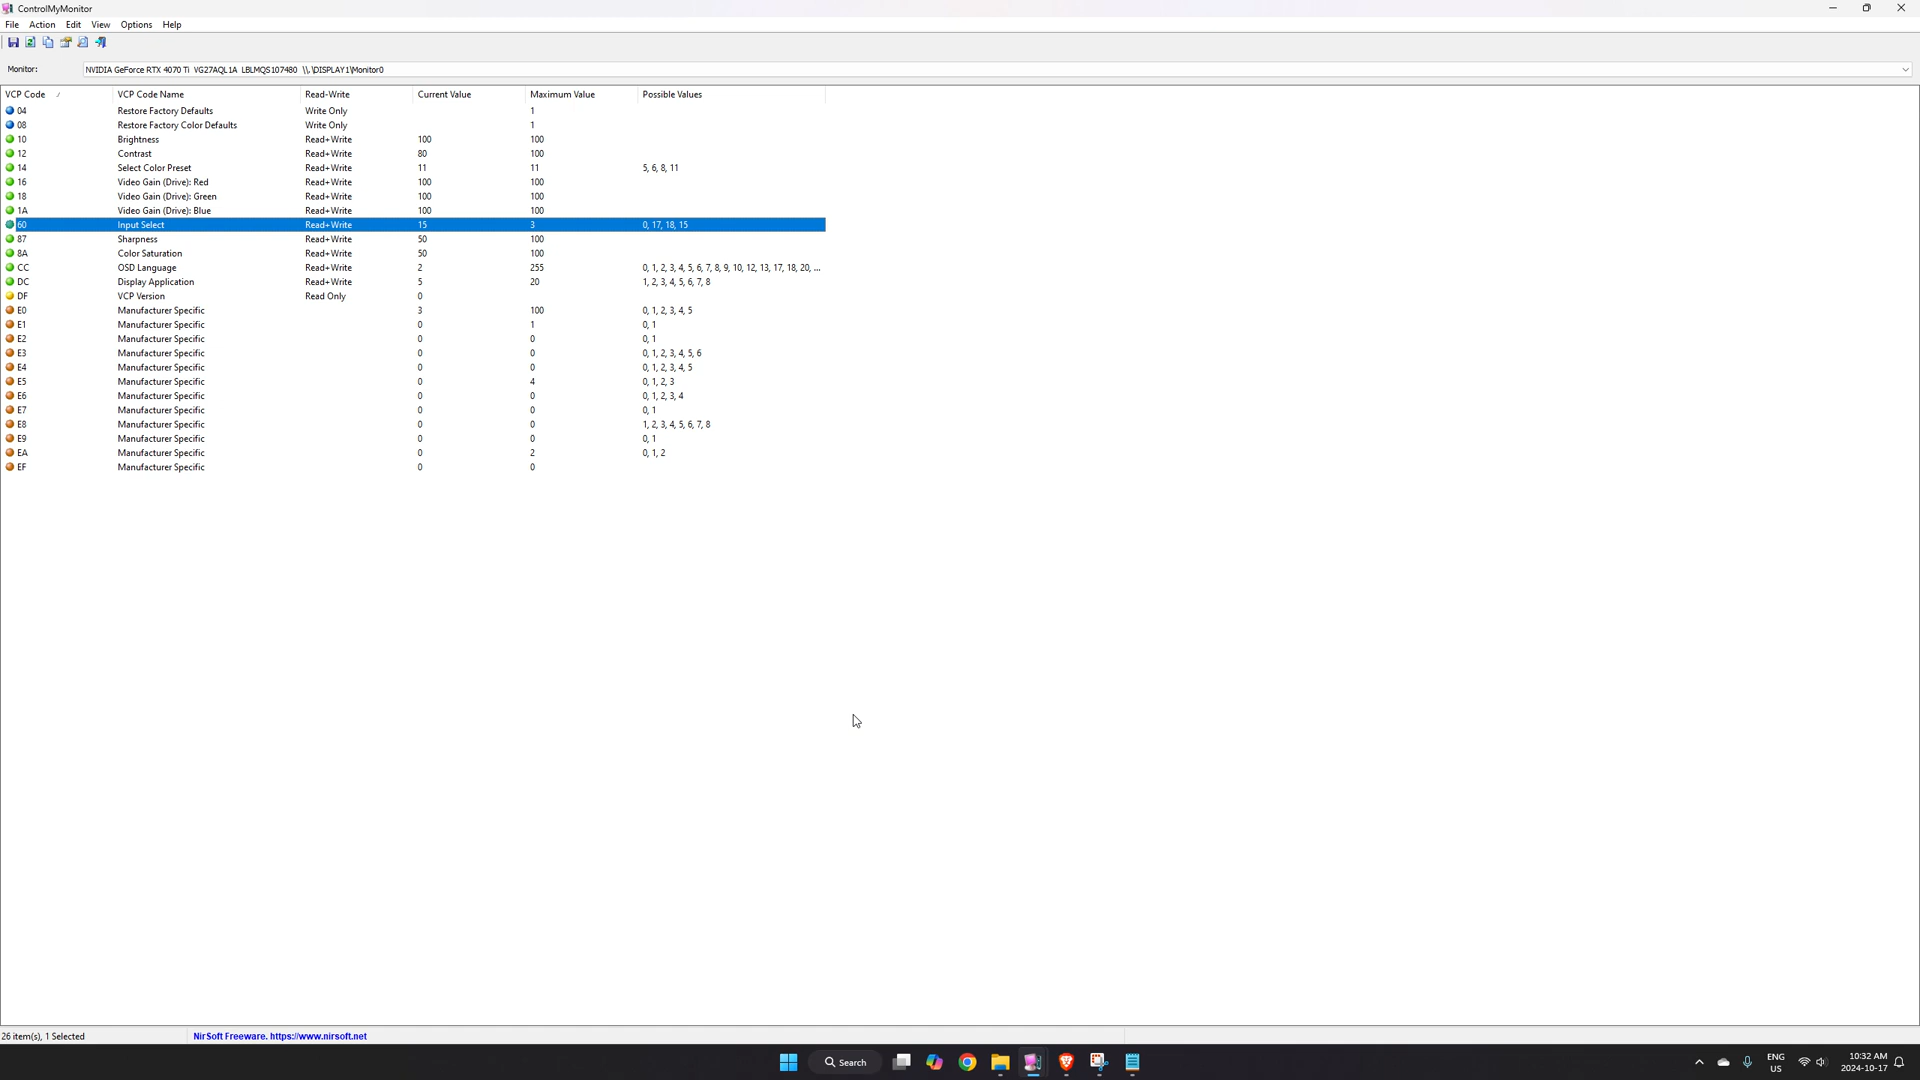 ControlMyMonitor
File Action Edit View Options Help
Monitor: NVIDIA GeForce RTX 4070 Ti VG27AQL1A LBLMQS107480 \\.\DISPLAY1\Monitor0
VCP Code / VCP Code Name Read-Write Current Value Maximum Value Possible Values
04 Restore Factory Defaults Write Only 1
08 Restore Factory Color Defaults Write Only 1
10 Brightness Read+Write 100 100
12 Contrast Read+Write 80 100
14 Select Color Preset Read+Write 11 11 5, 6, 8, 11
16 Video Gain (Drive): Red Read+Write 100 100
18 Video Gain (Drive): Green Read+Write 100 100
1A Video Gain (Drive): Blue Read+Write 100 100
60 Input Select Read+Write 15 3 0, 17, 18, 15
87 Sharpness Read+Write 50 100
8A Color Saturation Read+Write 50 100
CC OSD Language Read+Write 2 255 0, 1, 2, 3, 4, 5, 6, 7, 8, 9, 10, 12, 13, 17, 18, 20, ...
DC Display Application Read+Write 5 20 1, 2, 3, 4, 5, 6, 7, 8
DF VCP Version Read Only 0
E0 Manufacturer Specific 3 100 0, 1, 2, 3, 4, 5
E1 Manufacturer Specific 0 1 0, 1
E2 Manufacturer Specific 0 0 0, 1
E3 Manufacturer Specific 0 0 0, 1, 2, 3, 4, 5, 6
E4 Manufacturer Specific 0 0 0, 1, 2, 3, 4, 5
E5 Manufacturer Specific 0 4 0, 1, 2, 3
E6 Manufacturer Specific 0 0 0, 1, 2, 3, 4
E7 Manufacturer Specific 0 0 0, 1
E8 Manufacturer Specific 0 0 1, 2, 3, 4, 5, 6, 7, 8
E9 Manufacturer Specific 0 0 0, 1
EA Manufacturer Specific 0 2 0, 1, 2
EF Manufacturer Specific 0 0
26 item(s), 1 Selected NirSoft Freeware. https://www.nirsoft.net
Search ENG 10:32 AM
US 2024-10-17